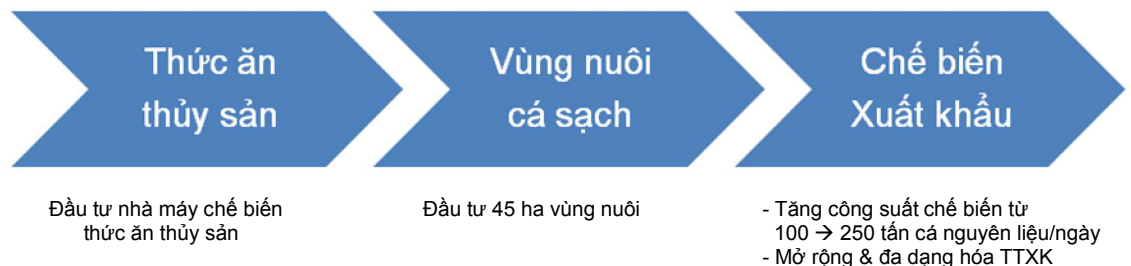 Thức ăn
thủy sản
Vùng nuôi
cá sạch
Chế biến
Xuất khẩu
Đầu tư nhà máy chế biến
thức ăn thủy sản
Đầu tư 45 ha vùng nuôi
- Tăng công suất chế biến từ
100 → 250 tấn cá nguyên liệu/ngày
- Mở rộng & đa dạng hóa TTXK